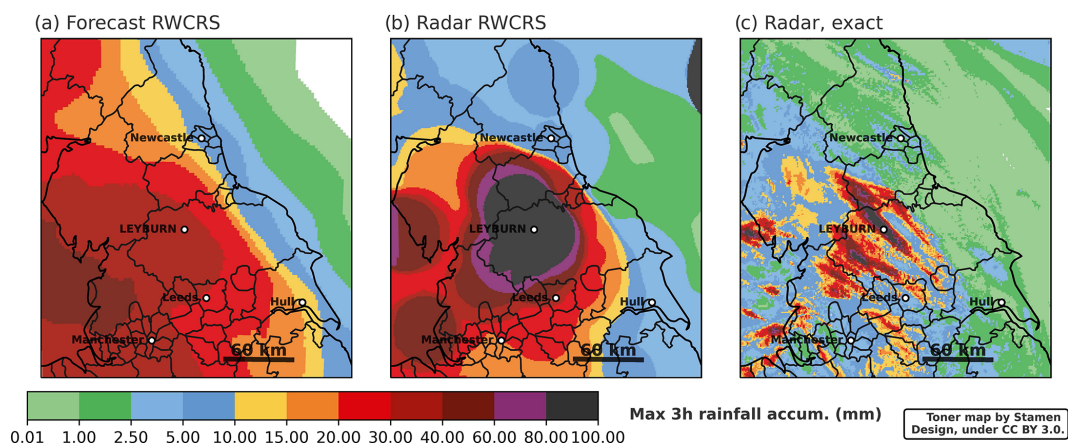 (a) Forecast RWCRS
(b) Radar RWCRS
(c) Radar, exact
Newcastle
LEYBURN
Leeds
Hull
Manchester
60 km
Newcastle
LEYBURN
Leeds
Hull
Manchester
60 km
Newcastle
LEYBURN
Leeds
Hull
Manchester
60 km
0.01 1.00 2.50 5.00 10.00 15.00 20.00 30.00 40.00 60.00 80.00 100.00
Max 3h rainfall accum. (mm)
Toner map by Stamen
Design, under CC BY 3.0.